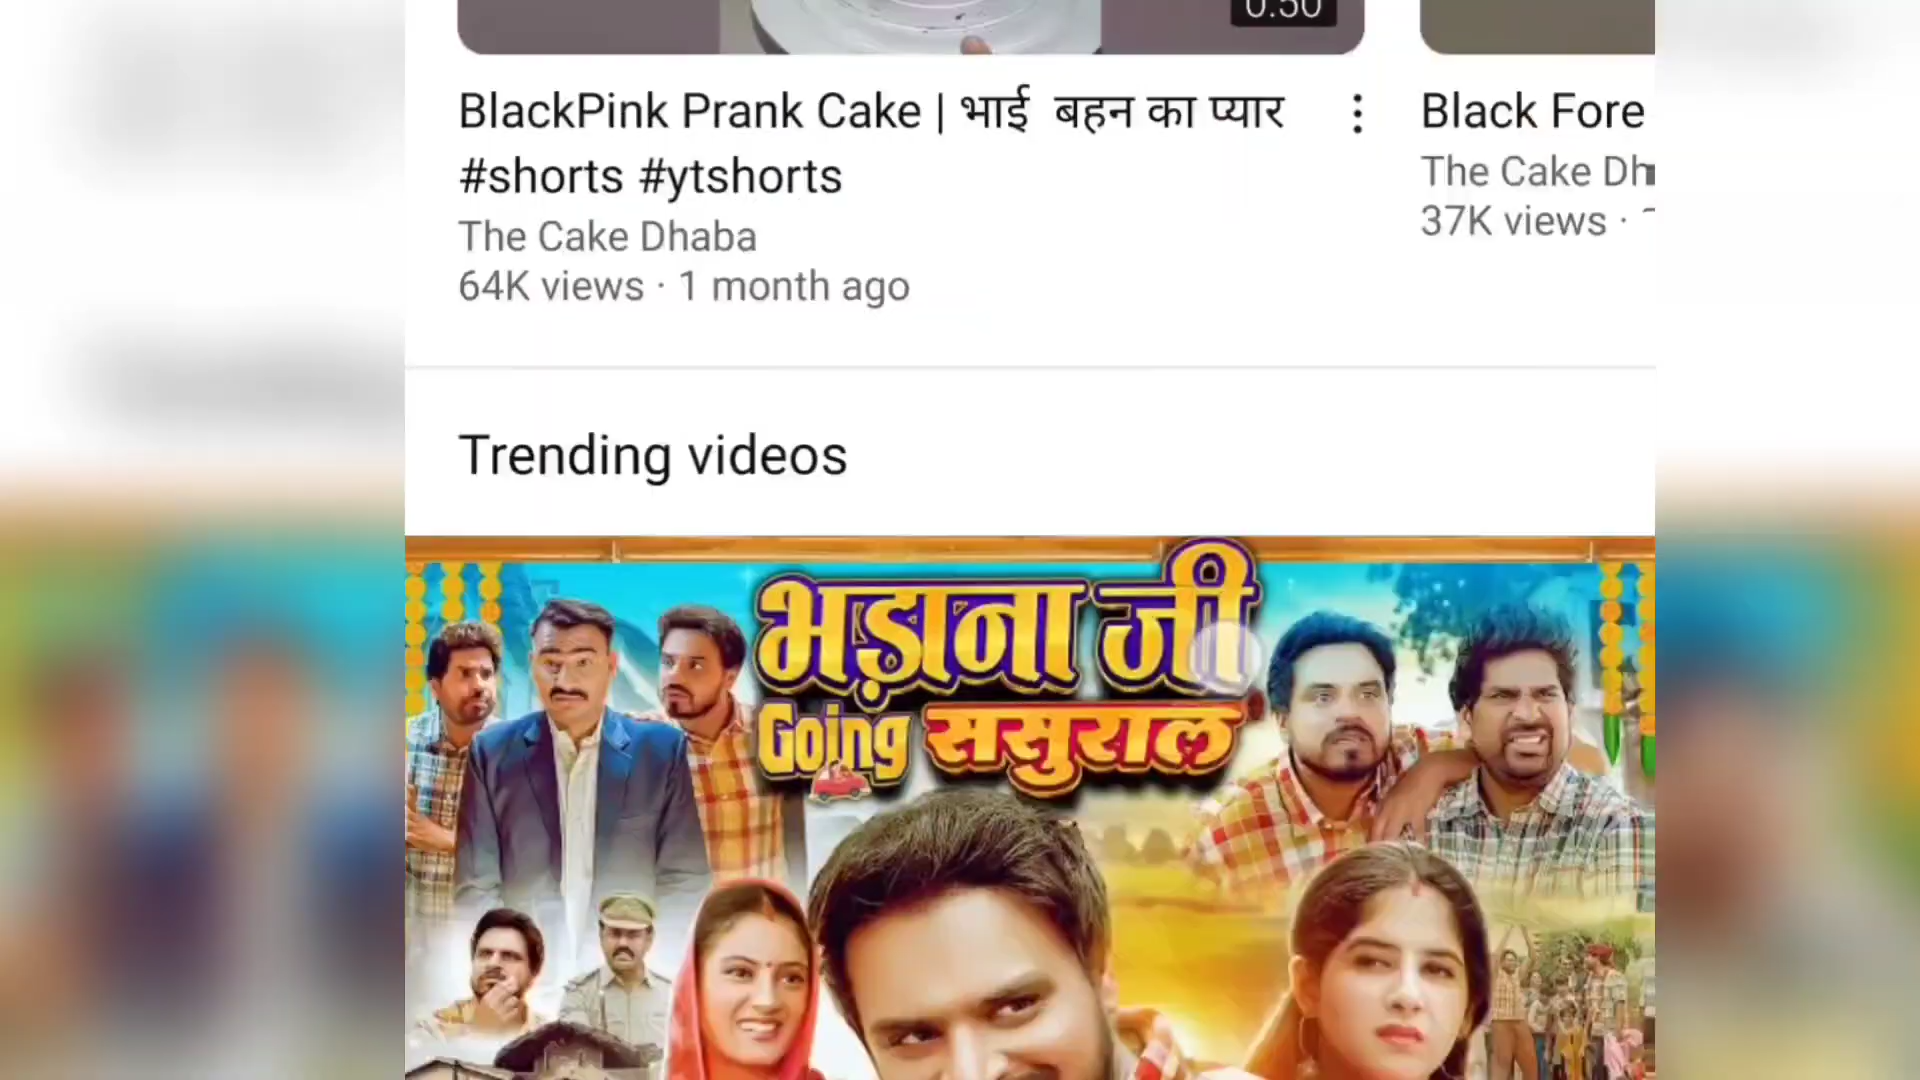 0:50
BlackPink Prank Cake | भाई बहन का प्यार
#shorts #ytshorts
The Cake Dhaba
64K views · 1 month ago
Black Fore
The Cake Dh
37K views ·
Trending videos
भड़ाना जी
Going ससुराल